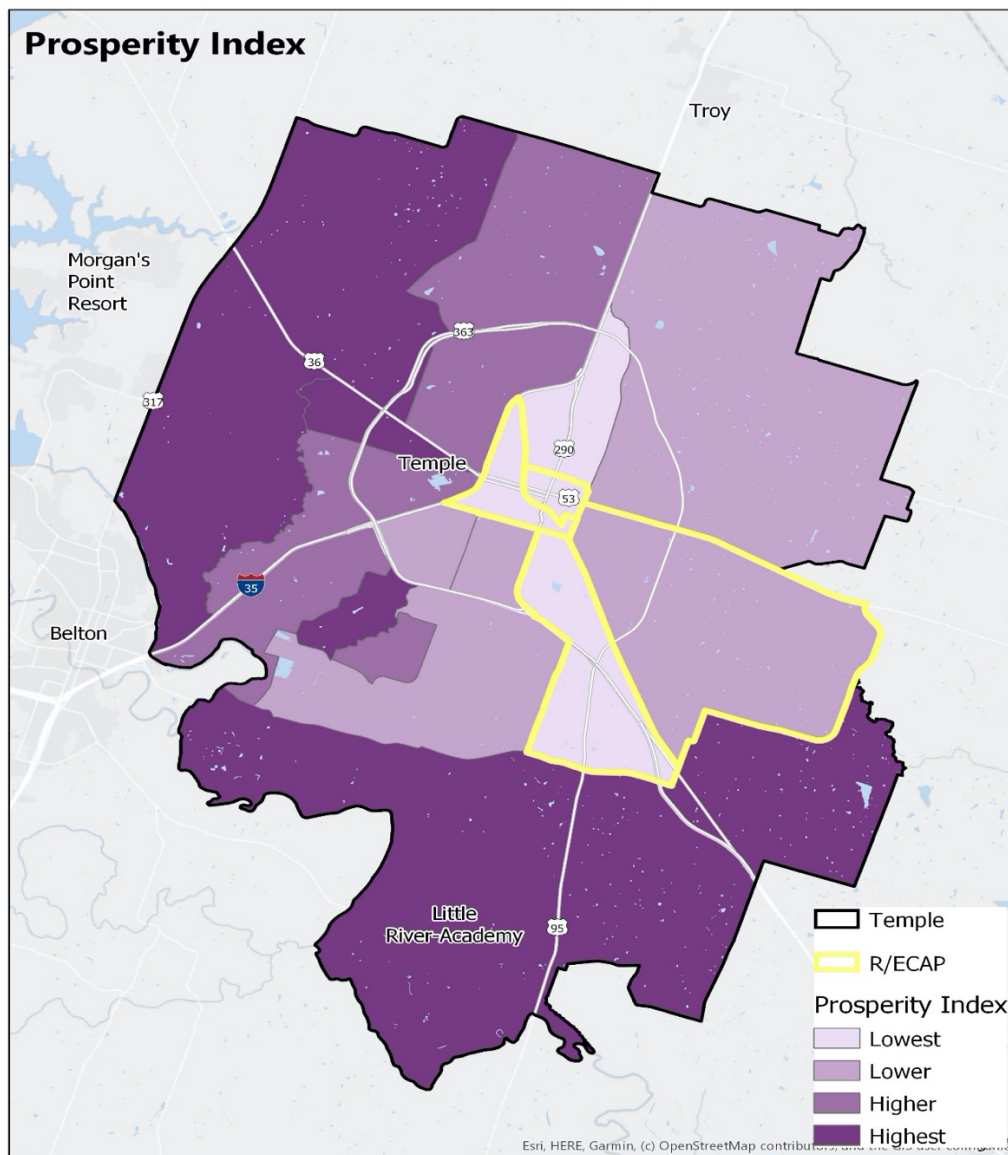 Prosperity Index
Troy
Morgan's
Point
Resort
363
36
317
290
Temple
53
35
Belton
Little
River-Academy
95
Temple
R/ECAP
Prosperity Index
Lowest
Lower
Higher
Highest
Esri, HERE, Garmin, (c) OpenStreetMap contributors, and the GIS user